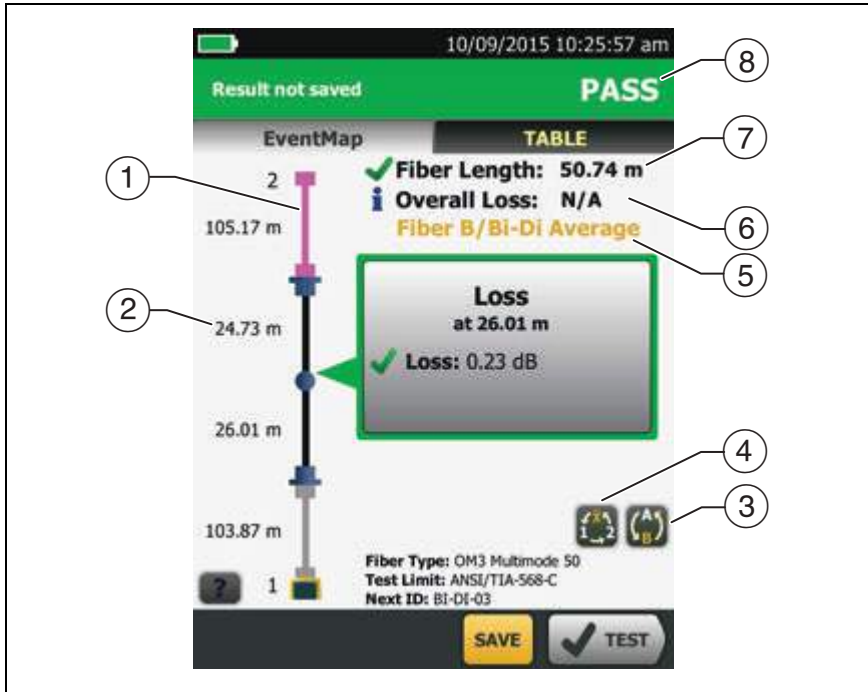 10/09/2015 10:25:57 am
Result not saved PASS
EventMap TABLE
2
105.17 m
24.73 m
26.01 m
103.87 m
1
Fiber Length: 50.74 m
i Overall Loss: N/A
Fiber B/Bi-Di Average
Loss
at 26.01 m
Loss: 0.23 dB
1 X 2
A B
Fiber Type: OM3 Multimode 50
Test Limit: ANSI/TIA-568-C
Next ID: BI-DI-03
?
SAVE TEST
1
2
3
4
5
6
7
8